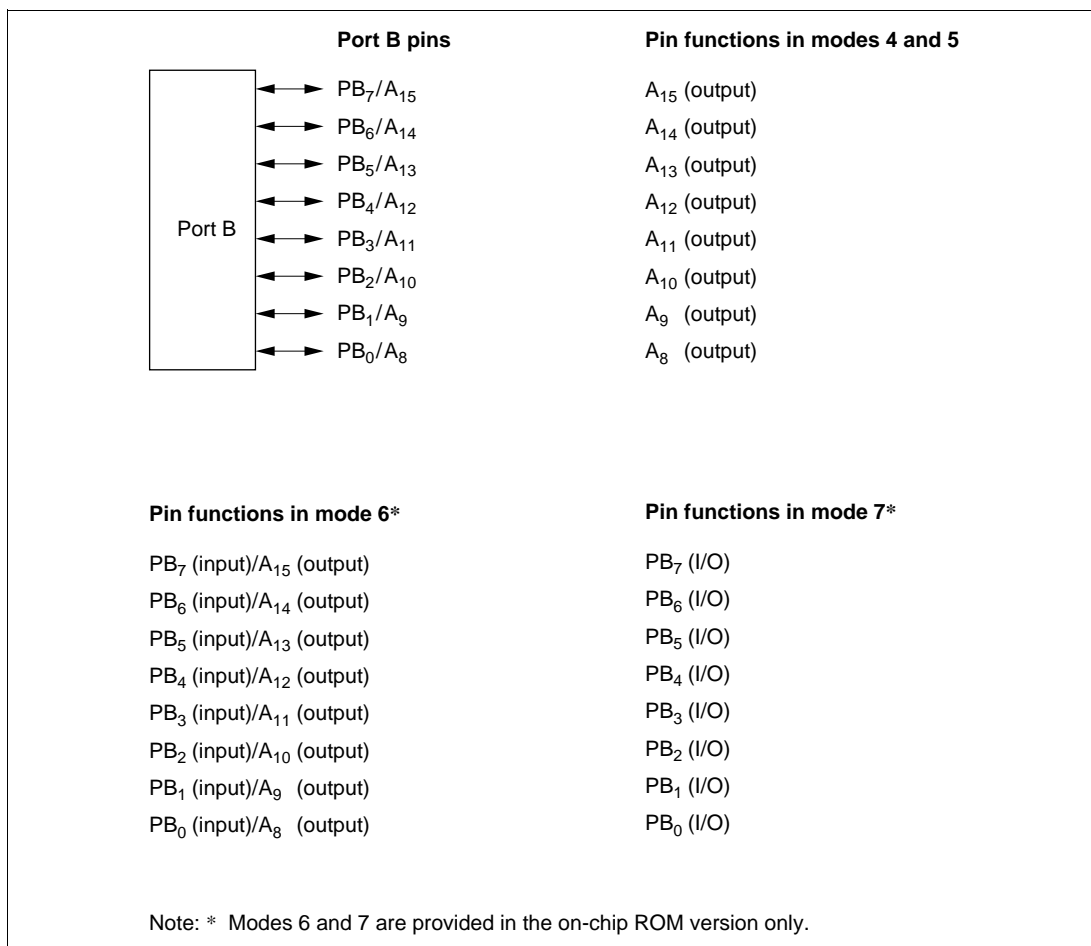 Port B pins Pin functions in modes 4 and 5
PB₇/A₁₅ A₁₅ (output)
PB₆/A₁₄ A₁₄ (output)
PB₅/A₁₃ A₁₃ (output)
PB₄/A₁₂ A₁₂ (output)
Port B
PB₃/A₁₁ A₁₁ (output)
PB₂/A₁₀ A₁₀ (output)
PB₁/A₉ A₉ (output)
PB₀/A₈ A₈ (output)
Pin functions in mode 6* Pin functions in mode 7*
PB₇ (input)/A₁₅ (output) PB₇ (I/O)
PB₆ (input)/A₁₄ (output) PB₆ (I/O)
PB₅ (input)/A₁₃ (output) PB₅ (I/O)
PB₄ (input)/A₁₂ (output) PB₄ (I/O)
PB₃ (input)/A₁₁ (output) PB₃ (I/O)
PB₂ (input)/A₁₀ (output) PB₂ (I/O)
PB₁ (input)/A₉ (output) PB₁ (I/O)
PB₀ (input)/A₈ (output) PB₀ (I/O)
Note: * Modes 6 and 7 are provided in the on-chip ROM version only.